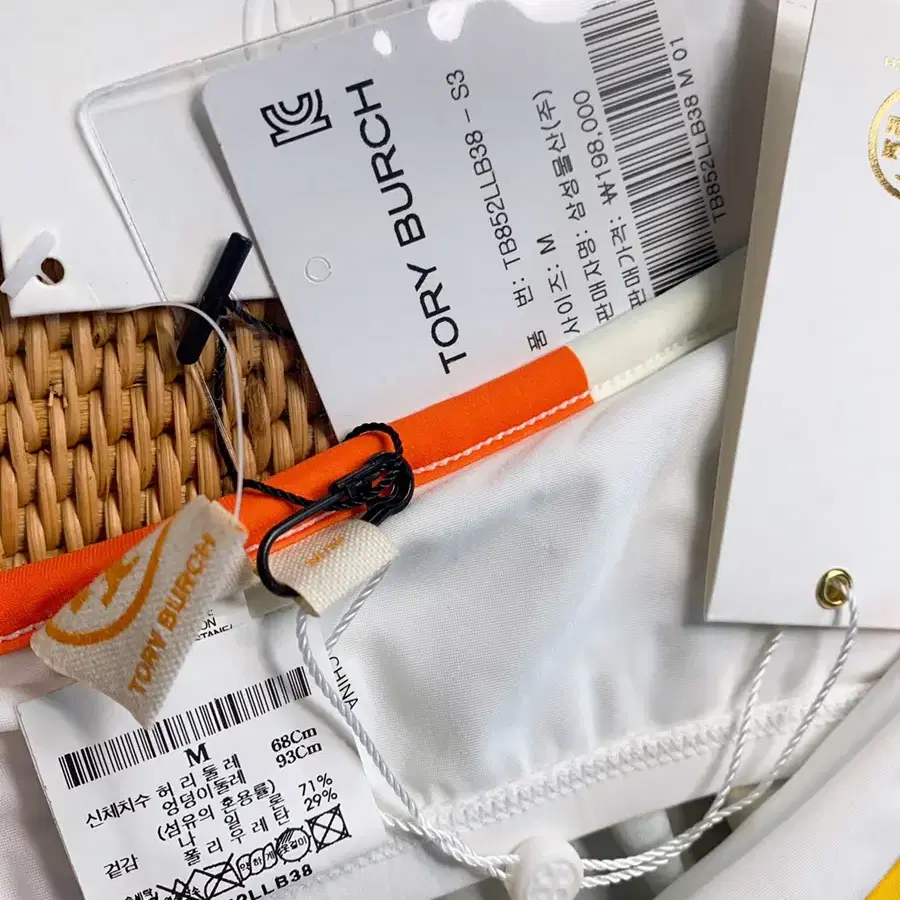 TORY BURCH
품 번: TB852LLB38 - S3
사이즈: M
판매자명: 삼성물산(주)
판매가격: ₩198,000
TB852LLB38 M 01
TORY BURCH
CHINA
M
신체치수 허리둘레 68Cm
엉덩이둘레 93Cm
(섬유의 혼용률)
겉감 나 일 론 71%
폴리우레탄 29%
2LLB38